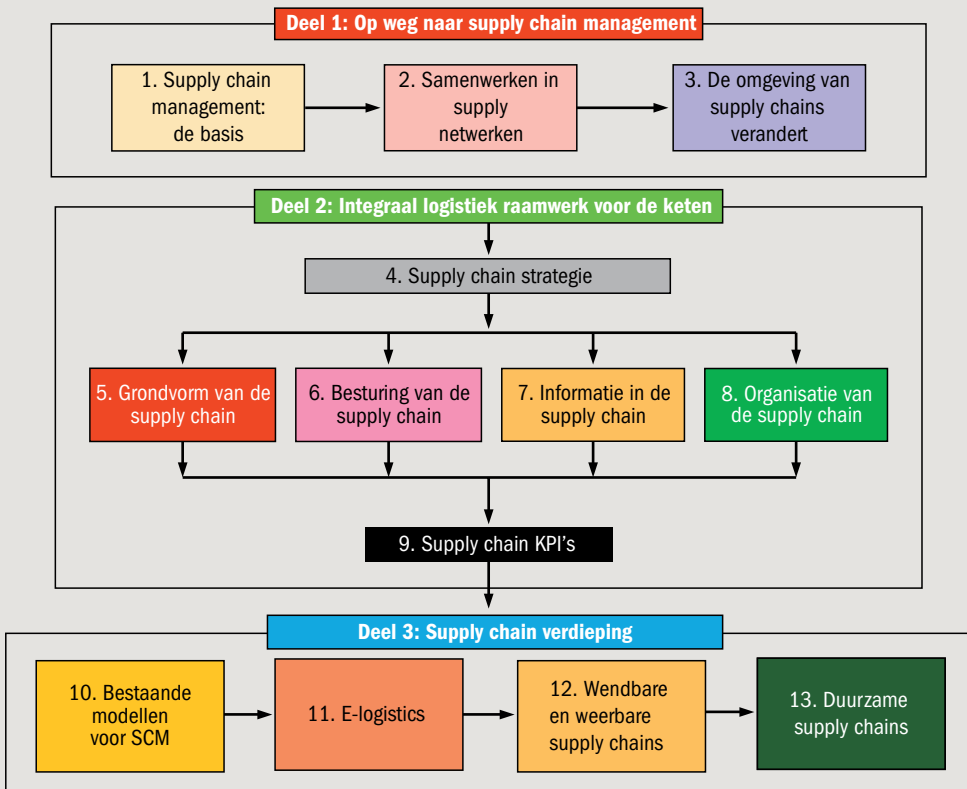 Deel 1: Op weg naar supply chain management
1. Supply chain
management:
de basis
2. Samenwerken in
supply
netwerken
3. De omgeving van
supply chains
verandert
Deel 2: Integraal logistiek raamwerk voor de keten
4. Supply chain strategie
5. Grondvorm van de
supply chain
6. Besturing van de
supply chain
7. Informatie in de
supply chain
8. Organisatie van
de supply chain
9. Supply chain KPI's
Deel 3: Supply chain verdieping
10. Bestaande
modellen
voor SCM
11. E-logistics
12. Wendbare
en weerbare
supply chains
13. Duurzame
supply chains